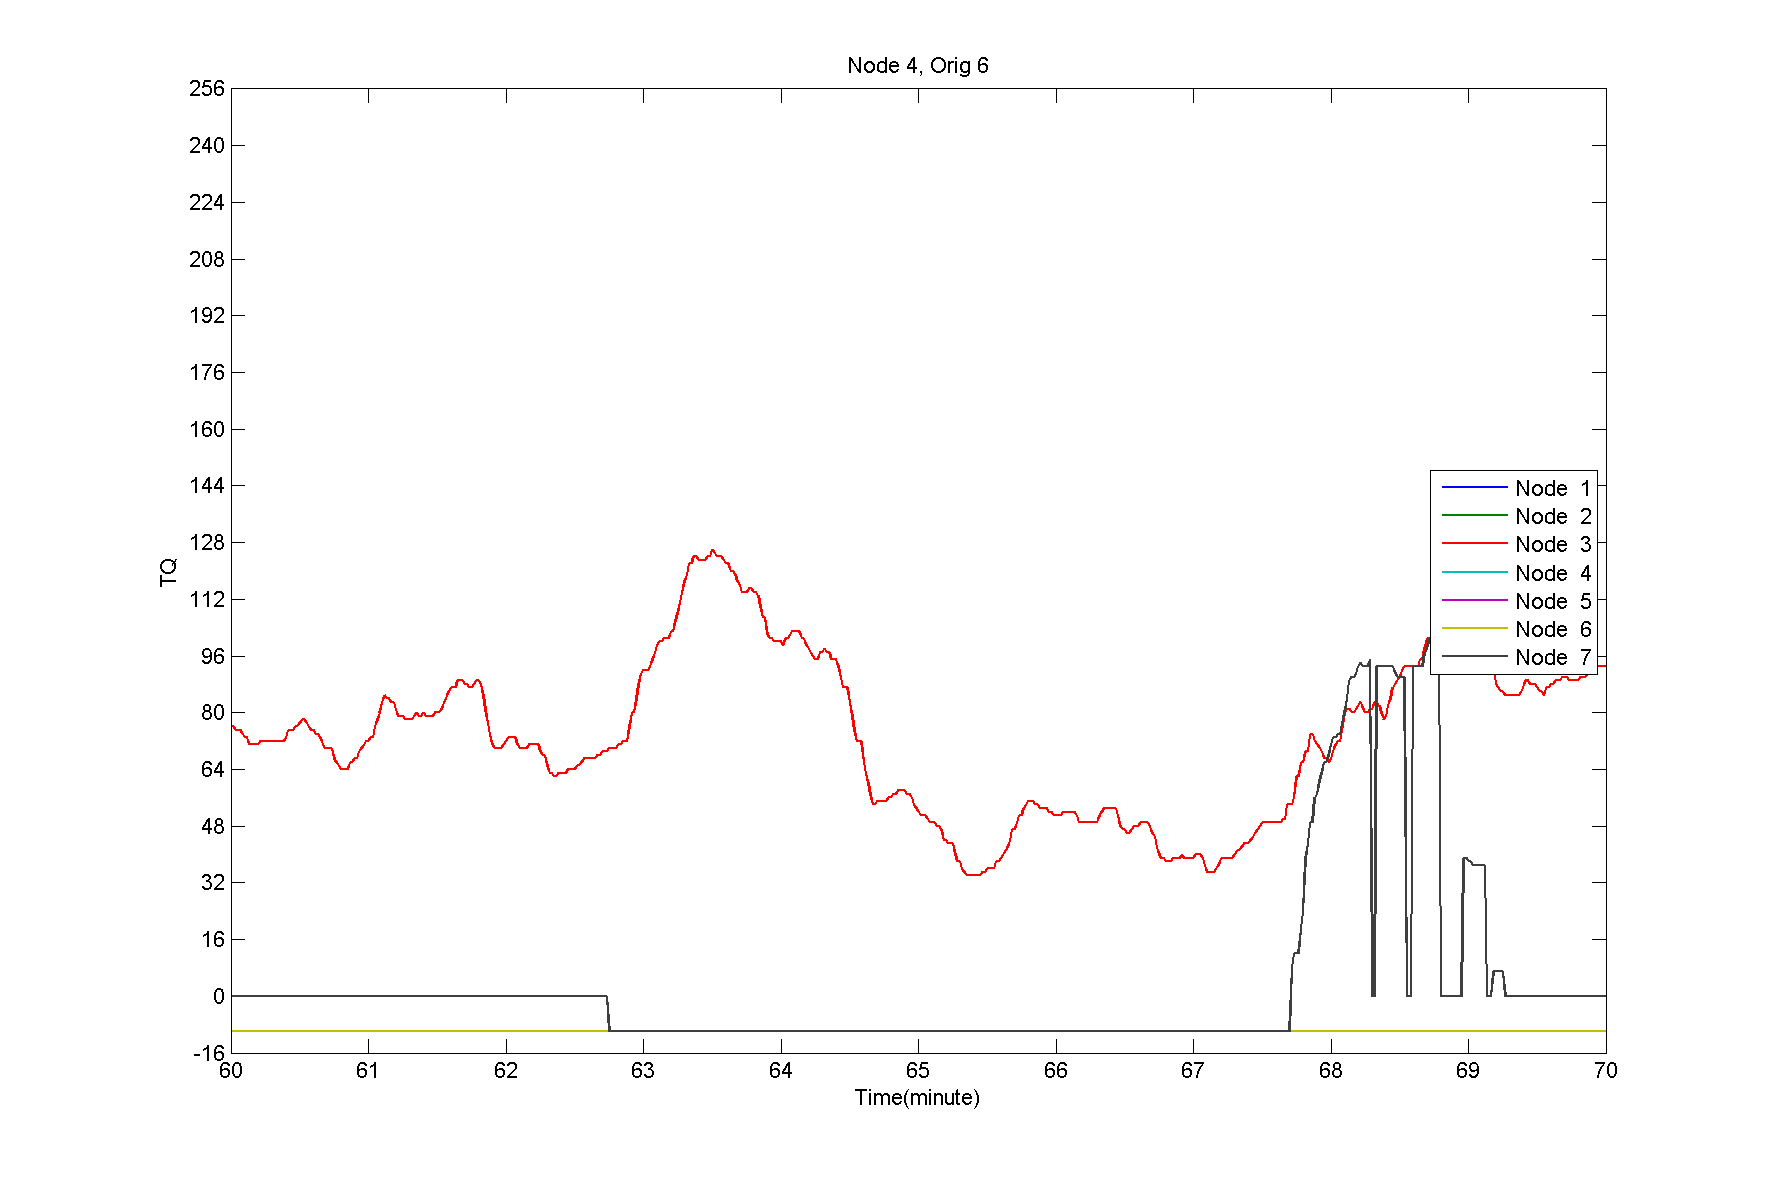 Node 4, Orig 6
256
240
224
208
192
176
160
144
128
112
96
80
64
48
32
16
0
-16
TQ
Node 1
Node 2
Node 3
Node 4
Node 5
Node 6
Node 7
60 61 62 63 64 65 66 67 68 69 70
Time(minute)